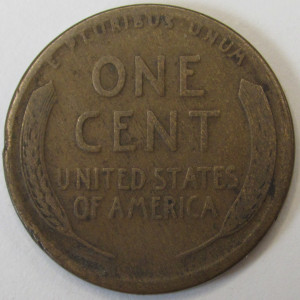 E PLURIBUS UNUM
ONE
CENT
UNITED STATES
OF AMERICA